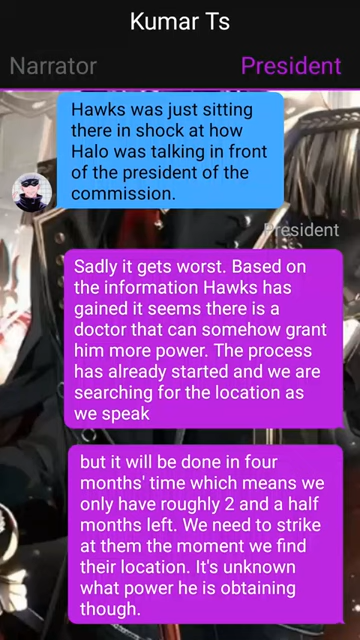 Kumar Ts
Narrator
President
Hawks was just sitting
there in shock at how
Halo was talking in front
of the president of the
commission.
President
Sadly it gets worst. Based on
the information Hawks has
gained it seems there is a
doctor that can somehow grant
him more power. The process
has already started and we are
searching for the location as
we speak
but it will be done in four
months' time which means we
only have roughly 2 and a half
months left. We need to strike
at them the moment we find
their location. It's unknown
what power he is obtaining
though.